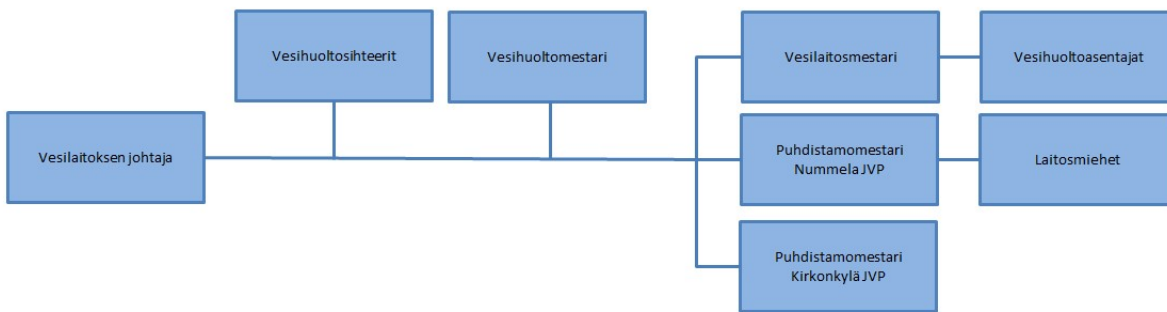 Vesihuoltosihteerit
Vesihuoltomestari
Vesilaitosmestari
Vesihuoltoasentajat
Vesilaitoksen johtaja
Puhdistamomestari
Nummela JVP
Laitosmiehet
Puhdistamomestari
Kirkonkylä JVP